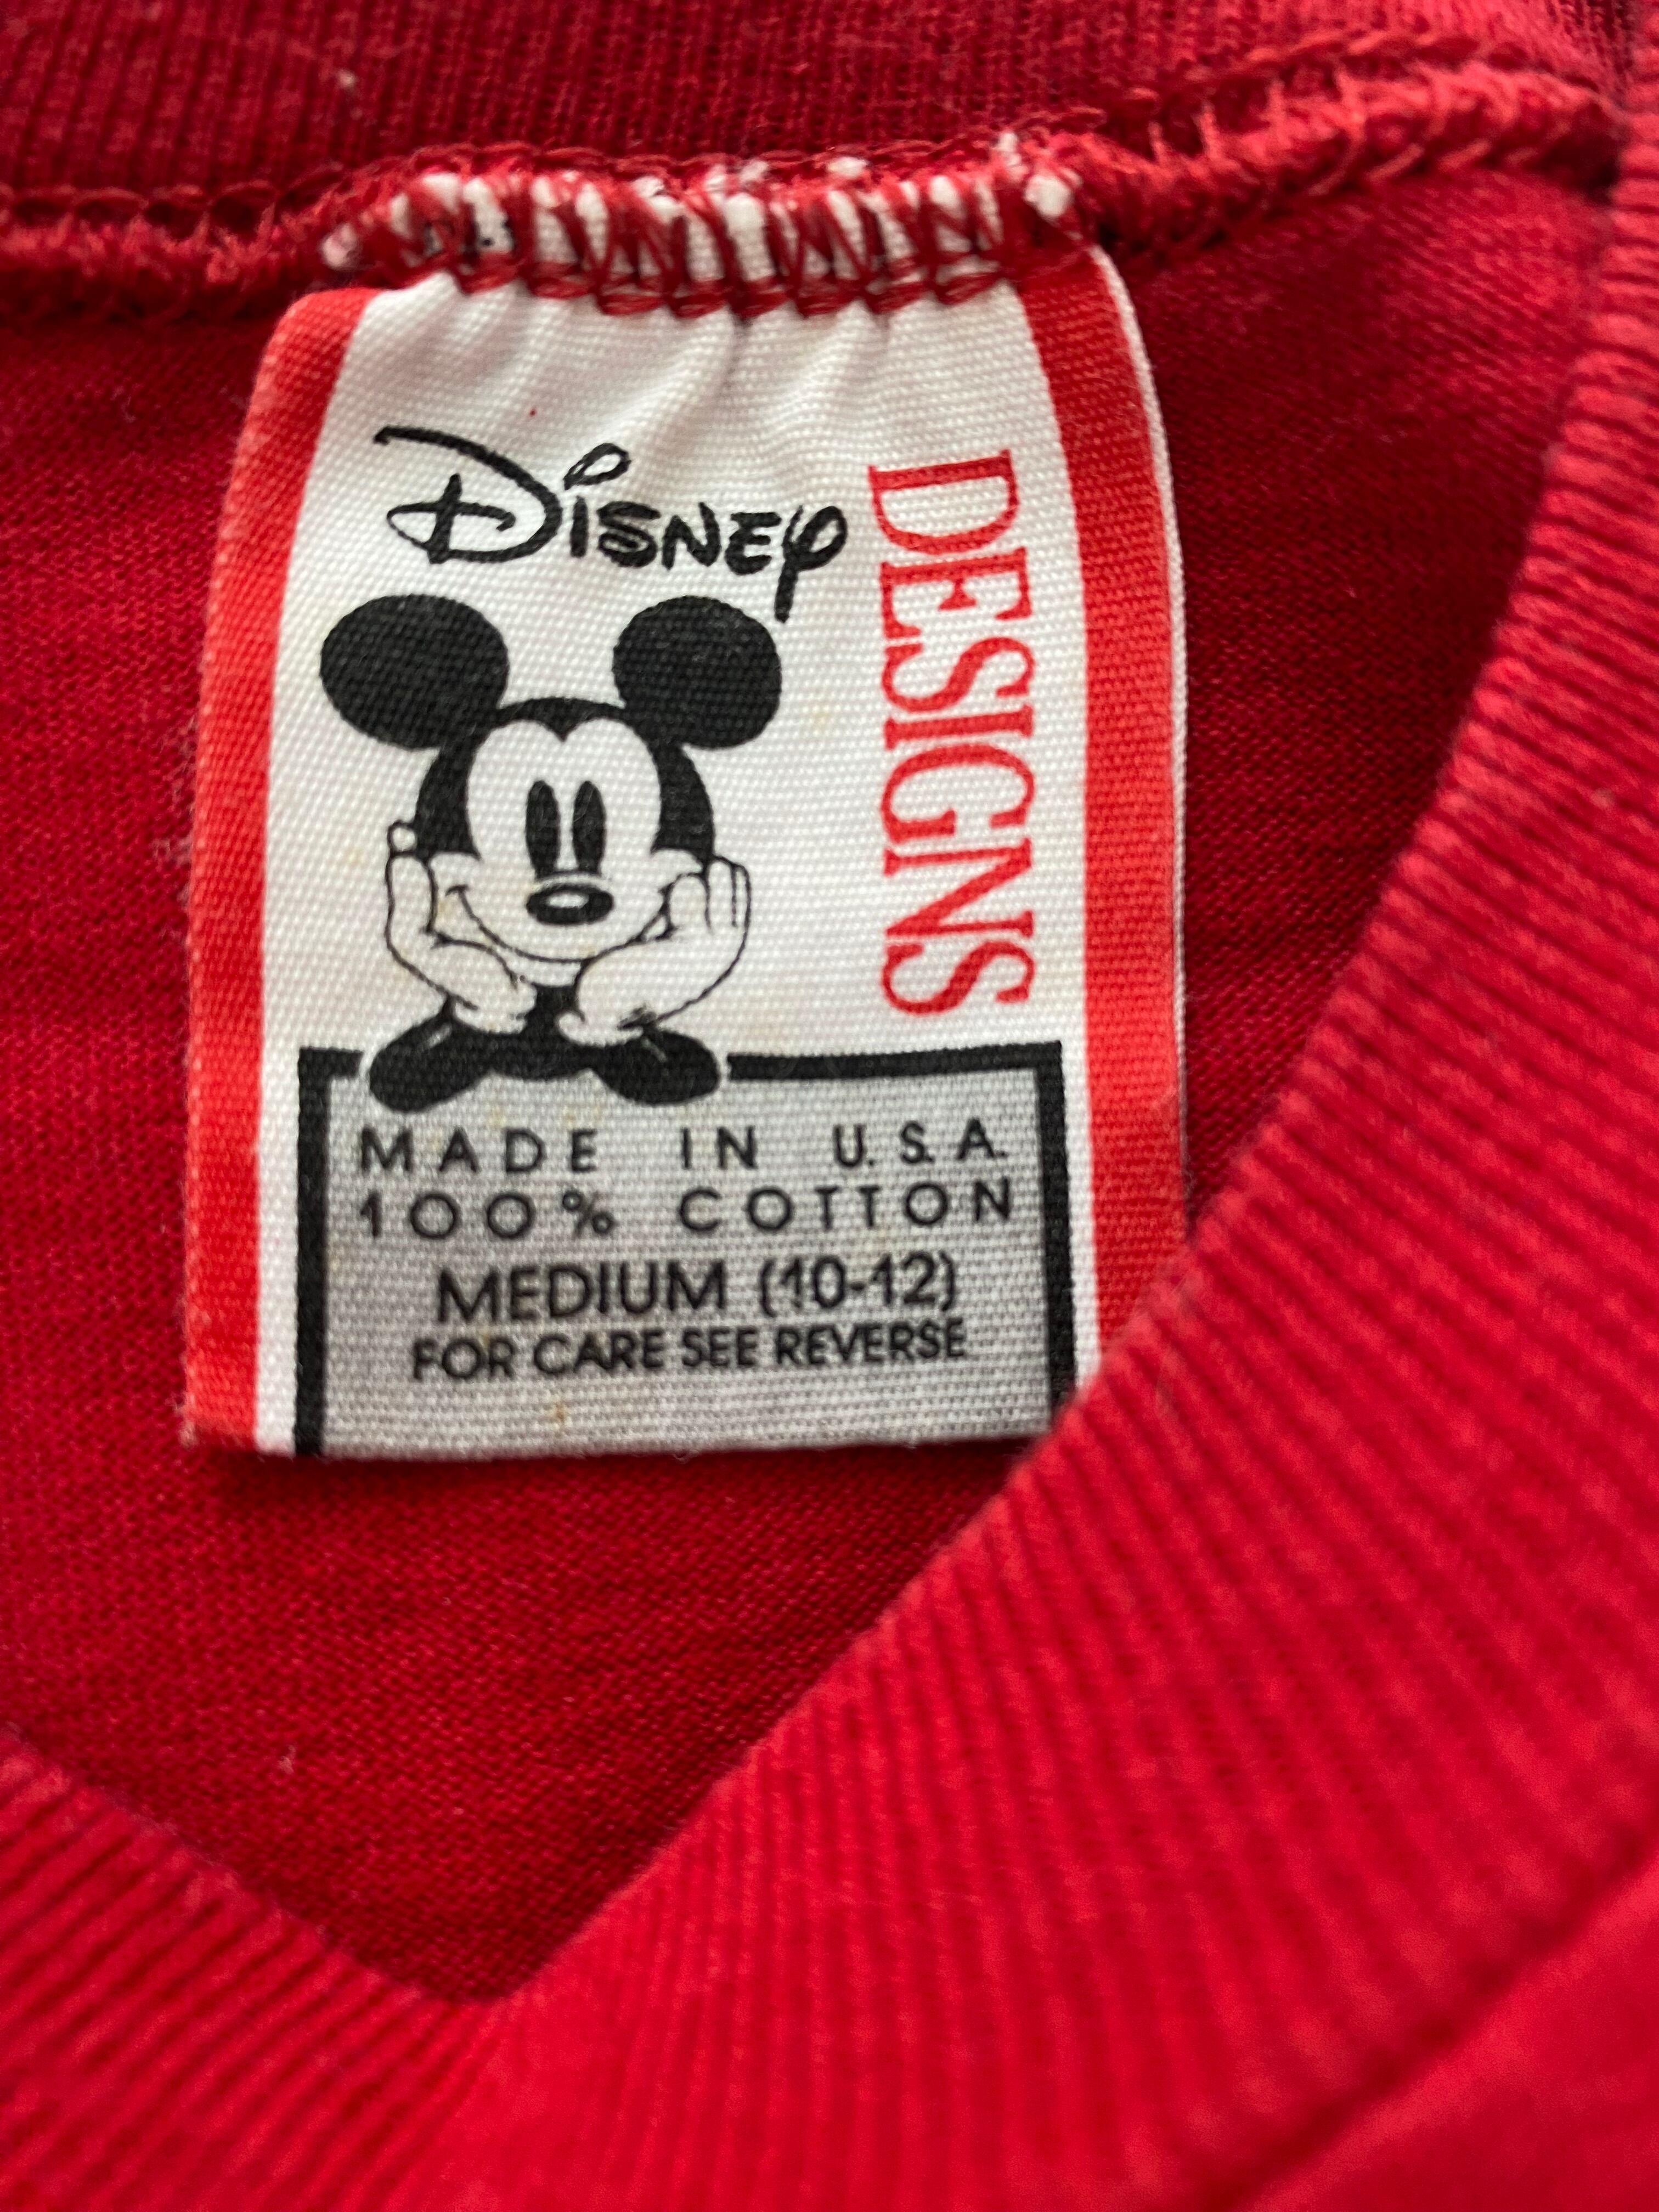 Disney
DESIGNS
MADE IN U.S.A.
100% COTTON
MEDIUM (10-12)
FOR CARE SEE REVERSE